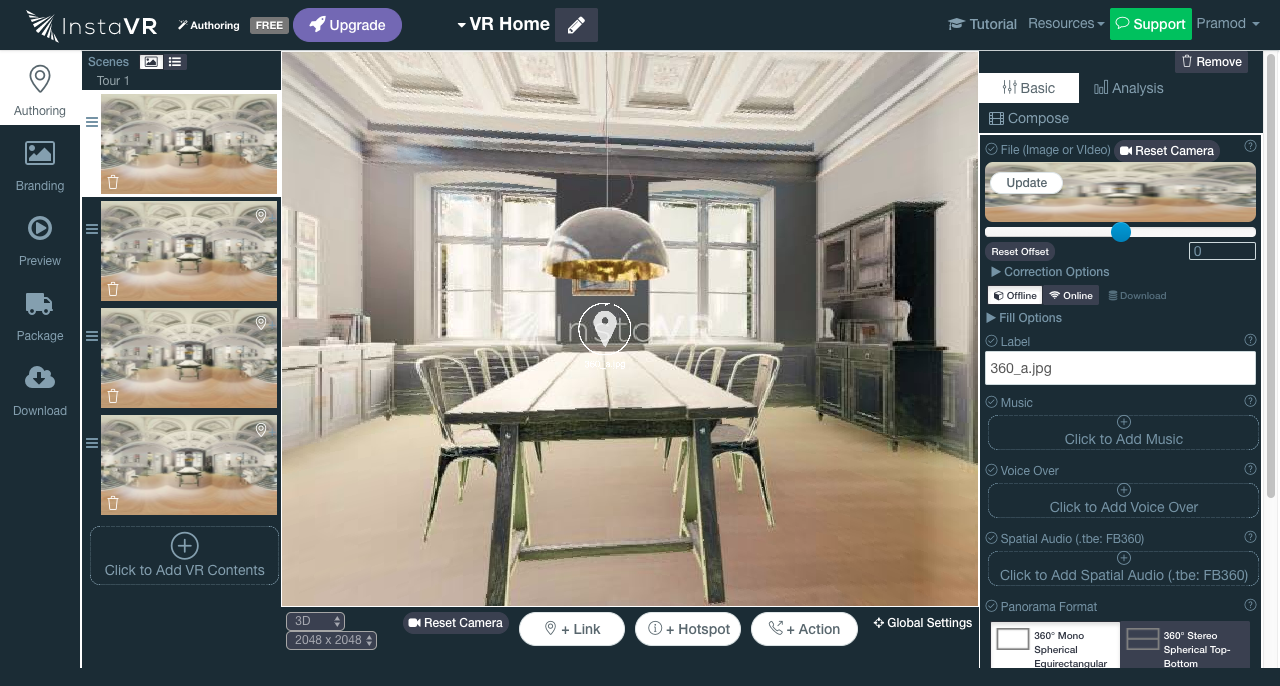 InstaVR
Authoring
FREE
Upgrade
VR Home
Tutorial
Resources
Support
Pramod
Authoring
Branding
Preview
Package
Download
Scenes
Tour 1
Click to Add VR Contents
InstaVR
3D
2048 x 2048
Reset Camera
+ Link
+ Hotspot
+ Action
Global Settings
Remove
Basic
Analysis
Compose
File (Image or VIdeo)
Reset Camera
Update
Reset Offset
0
Correction Options
Offline
Online
Download
Fill Options
Label
360_a.jpg
Music
Click to Add Music
Voice Over
Click to Add Voice Over
Spatial Audio (.tbe: FB360)
Click to Add Spatial Audio (.tbe: FB360)
Panorama Format
360° Mono
Spherical
Equirectangular
360° Stereo
Spherical Top-
Bottom